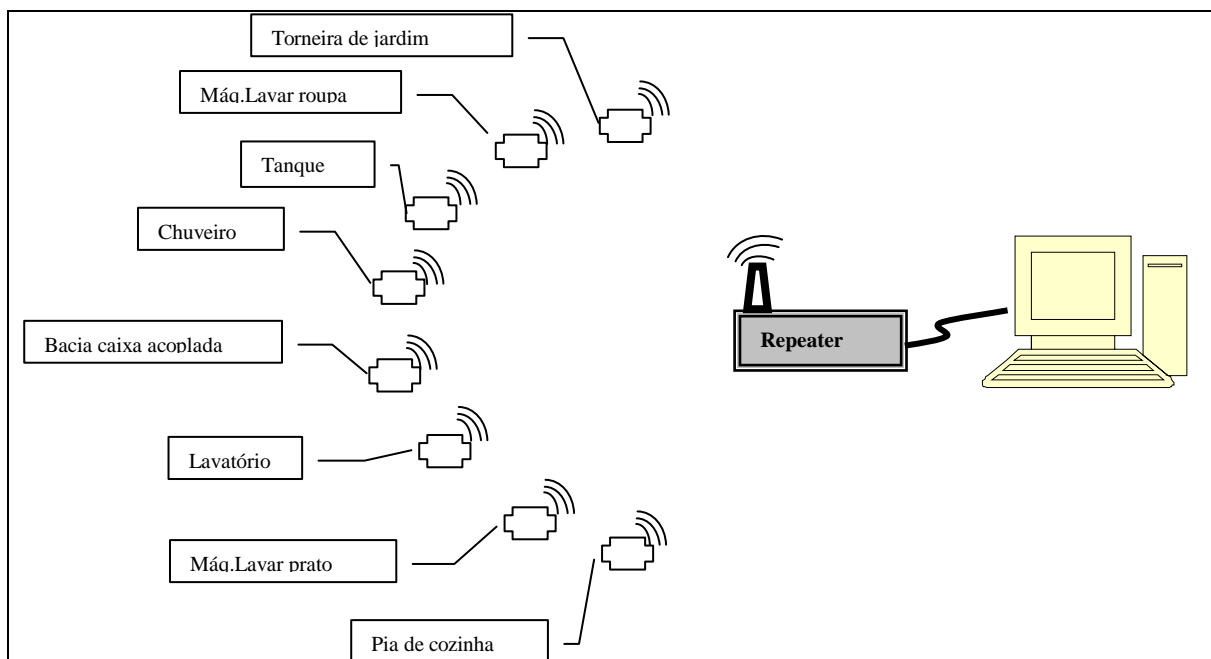 Torneira de jardim
Máq.Lavar roupa
Tanque
Chuveiro
Bacia caixa acoplada
Repeater
Lavatório
Máq.Lavar prato
Pia de cozinha